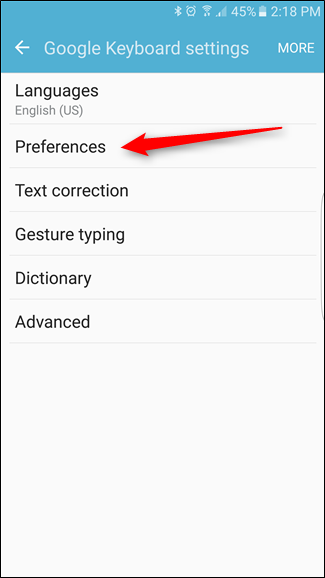 45% 2:18 PM
Google Keyboard settings MORE
Languages
English (US)
Preferences
Text correction
Gesture typing
Dictionary
Advanced